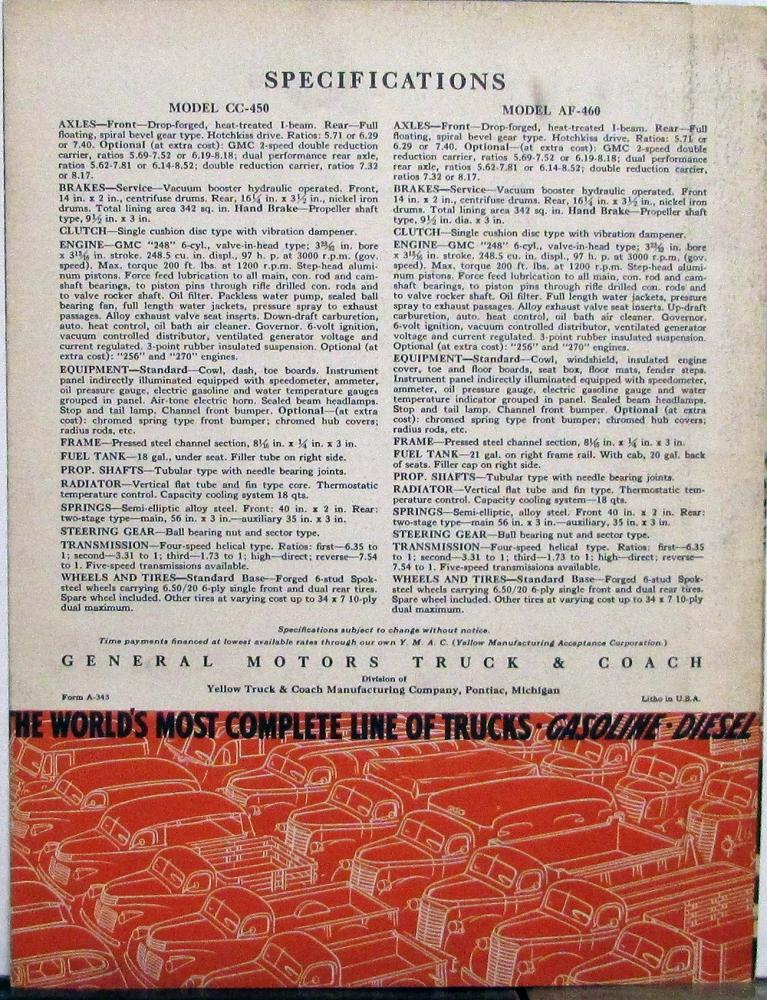 SPECIFICATIONS
MODEL CC-450
AXLES—Front—Drop-forged, heat-treated I-beam. Rear—Full
floating, spiral bevel gear type. Hotchkiss drive. Ratios: 5.71 or 6.29
or 7.40. Optional (at extra cost): GMC 2-speed double reduction
carrier, ratios 5.69-7.52 or 6.19-8.18; dual performance rear axle,
ratios 5.62-7.81 or 6.14-8.52; double reduction carrier, ratios 7.32
or 8.17.
BRAKES—Service—Vacuum booster hydraulic operated. Front,
14 in. x 2 in., centrifuse drums. Rear, 16¼ in. x 3½ in., nickel iron
drums. Total lining area 342 sq. in. Hand Brake—Propeller shaft
type, 9½ in. x 3 in.
CLUTCH—Single cushion disc type with vibration dampener.
ENGINE—GMC "248" 6-cyl., valve-in-head type; 3 23/32 in. bore
x 3 13/16 in. stroke. 248.5 cu. in. displ., 97 h. p. at 3000 r.p.m. (gov.
speed). Max. torque 200 ft. lbs. at 1200 r.p.m. Step-head alumi-
num pistons. Force feed lubrication to all main, con. rod and cam-
shaft bearings, to piston pins through rifle drilled con. rods and
to valve rocker shaft. Oil filter. Packless water pump, sealed ball
bearing fan, full length water jackets, pressure spray to exhaust
passages. Alloy exhaust valve seat inserts. Down-draft carburetion,
auto. heat control, oil bath air cleaner. Governor. 6-volt ignition,
vacuum controlled distributor, ventilated generator voltage and
current regulated. 3-point rubber insulated suspension. Optional (at
extra cost): "256" and "270" engines.
EQUIPMENT—Standard—Cowl, dash, toe boards. Instrument
panel indirectly illuminated equipped with speedometer, ammeter,
oil pressure gauge, electric gasoline and water temperature gauges
grouped in panel. Air-tone electric horn. Sealed beam headlamps.
Stop and tail lamp. Channel front bumper. Optional—(at extra
cost): chromed spring type front bumper; chromed hub covers;
radius rods, etc.
FRAME—Pressed steel channel section, 8⅛ in. x ¼ in. x 3 in.
FUEL TANK—18 gal., under seat. Filler tube on right side.
PROP. SHAFTS—Tubular type with needle bearing joints.
RADIATOR—Vertical flat tube and fin type core. Thermostatic
temperature control. Capacity cooling system 18 qts.
SPRINGS—Semi-elliptic alloy steel. Front: 40 in. x 2 in. Rear:
two-stage type—main, 56 in. x 3 in.—auxiliary 35 in. x 3 in.
STEERING GEAR—Ball bearing nut and sector type.
TRANSMISSION—Four-speed helical type. Ratios: first—6.35 to
1; second—3.31 to 1; third—1.73 to 1; high—direct; reverse—7.54
to 1. Five-speed transmissions available.
WHEELS AND TIRES—Standard Base—Forged 6-stud Spok-
steel wheels carrying 6.50/20 6-ply single front and dual rear tires.
Spare wheel included. Other tires at varying cost up to 34 x 7 10-ply
dual maximum.
MODEL AF-460
AXLES—Front—Drop-forged, heat-treated I-beam. Rear—Full
floating, spiral bevel gear type. Hotchkiss drive. Ratios: 5.71 or
6.29 or 7.40. Optional—(at extra cost): GMC 2-speed double
reduction carrier, ratios 5.69-7.52 or 6.19-8.18; dual performance
rear axle, ratios 5.62-7.81 or 6.14-8.52; double reduction carrier,
ratios 7.32 or 8.17.
BRAKES—Service—Vacuum booster hydraulic operated. Front
14 in. x 2 in., centrifuse drums. Rear, 16¼ in. x 3½ in., nickel iron
drums. Total lining area 342 sq. in. Hand Brake—Propeller shaft
type, 9½ in. dia. x 3 in.
CLUTCH—Single cushion disc type with vibration dampener.
ENGINE—GMC "248" 6-cyl., valve-in-head type; 3 23/32 in. bore
x 3 13/16 in. stroke. 248.5 cu. in. displ., 97 h. p. at 3000 r.p.m, (gov.
speed). Max. torque 200 ft. lbs. at 1200 r.p.m. Step-head alumi-
num pistons. Force feed lubrication to all main, con. rod and cam-
shaft bearings, to piston pins through rifle drilled con. rods and
to valve rocker shaft. Oil filter. Full length water jackets, pressure
spray to exhaust passages. Alloy exhaust valve seat inserts. Up-draft
carburetion, auto. heat control, oil bath air cleaner. Governor.
6-volt ignition, vacuum controlled distributor, ventilated generator
voltage and current regulated. 3-point rubber insulated suspension.
Optional (at extra cost): "256" and "270" engines.
EQUIPMENT—Standard—Cowl, windshield, insulated engine
cover, toe and floor boards, seat box, floor mats, fender steps.
Instrument panel indirectly illuminated equipped with speedometer,
ammeter, oil pressure gauge, electric gasoline gauge and water
temperature indicator grouped in panel. Sealed beam headlamps.
Stop and tail lamp. Channel front bumper. Optional (at extra
cost): chromed spring type front bumper; chromed hub covers;
radius rods, etc.
FRAME—Pressed steel channel section, 8⅛ in. x ¼ in. x 3 in.
FUEL TANK—21 gal. on right frame rail. With cab, 20 gal. back
of seats. Filler cap on right side.
PROP. SHAFTS—Tubular type with needle bearing joints.
RADIATOR—Vertical flat tube and fin type. Thermostatic tem-
perature control. Capacity cooling system—18 qts.
SPRINGS—Semi-elliptic, alloy steel. Front 40 in. x 2 in. Rear:
two-stage type—main 56 in. x 3 in.—auxiliary, 35 in. x 3 in.
STEERING GEAR—Ball bearing nut and sector type.
TRANSMISSION—Four-speed helical type. Ratios: first—6.35
to 1; second—3.31 to 1; third—1.73 to 1; high—direct; reverse—
7.54 to 1. Five-speed transmissions available.
WHEELS AND TIRES—Standard Base—Forged 6-stud Spok-
steel wheels carrying 6.50/20 6-ply single front and dual rear tires.
Spare wheel included. Other tires at varying cost up to 34 x 7 10-ply
dual maximum.
Specifications subject to change without notice.
Time payments financed at lowest available rates through our own Y. M. A. C. (Yellow Manufacturing Acceptance Corporation.)
GENERAL MOTORS TRUCK & COACH
Division of
Yellow Truck & Coach Manufacturing Company, Pontiac, Michigan
Form A-343
Litho in U.S.A.
HE WORLD'S MOST COMPLETE LINE OF TRUCKS • GASOLINE • DIESEL